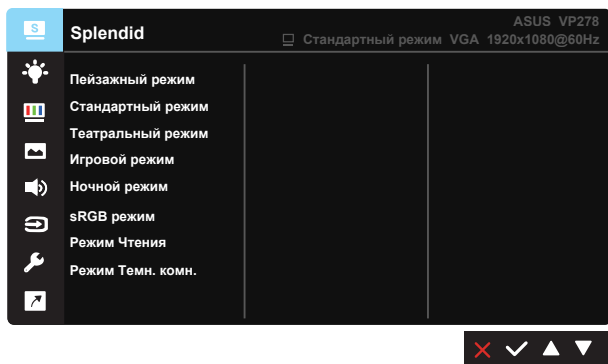 S
Splendid
ASUS VP278
Стандартный режим VGA 1920x1080@60Hz
Пейзажный режим
Стандартный режим
Театральный режим
Игровой режим
Ночной режим
sRGB режим
Режим Чтения
Режим Темн. комн.